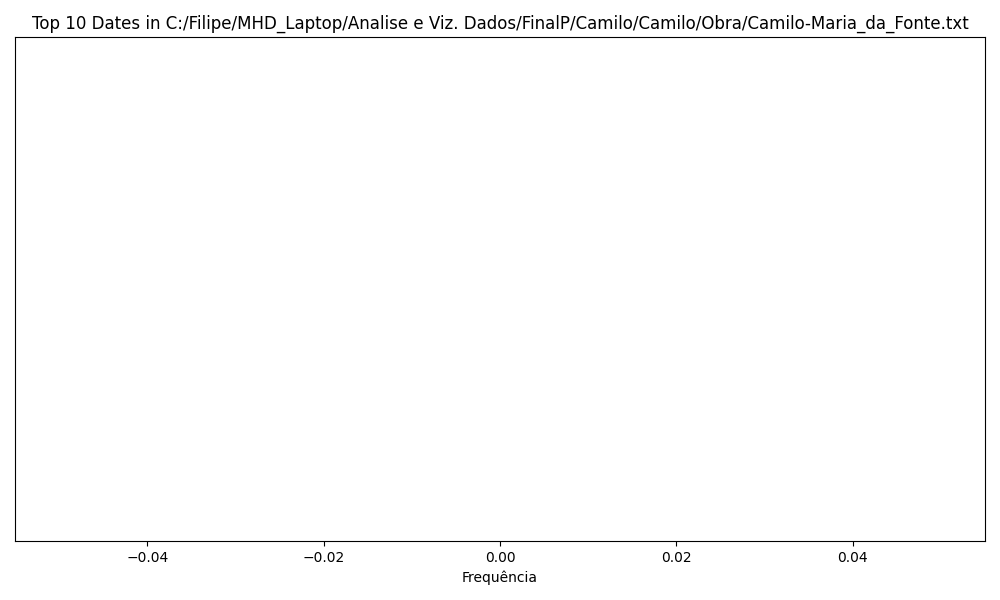 Top 10 Dates in C:/Filipe/MHD_Laptop/Analise e Viz. Dados/FinalP/Camilo/Camilo/Obra/Camilo-Maria_da_Fonte.txt
−0.04 −0.02 0.00 0.02 0.04
Frequência